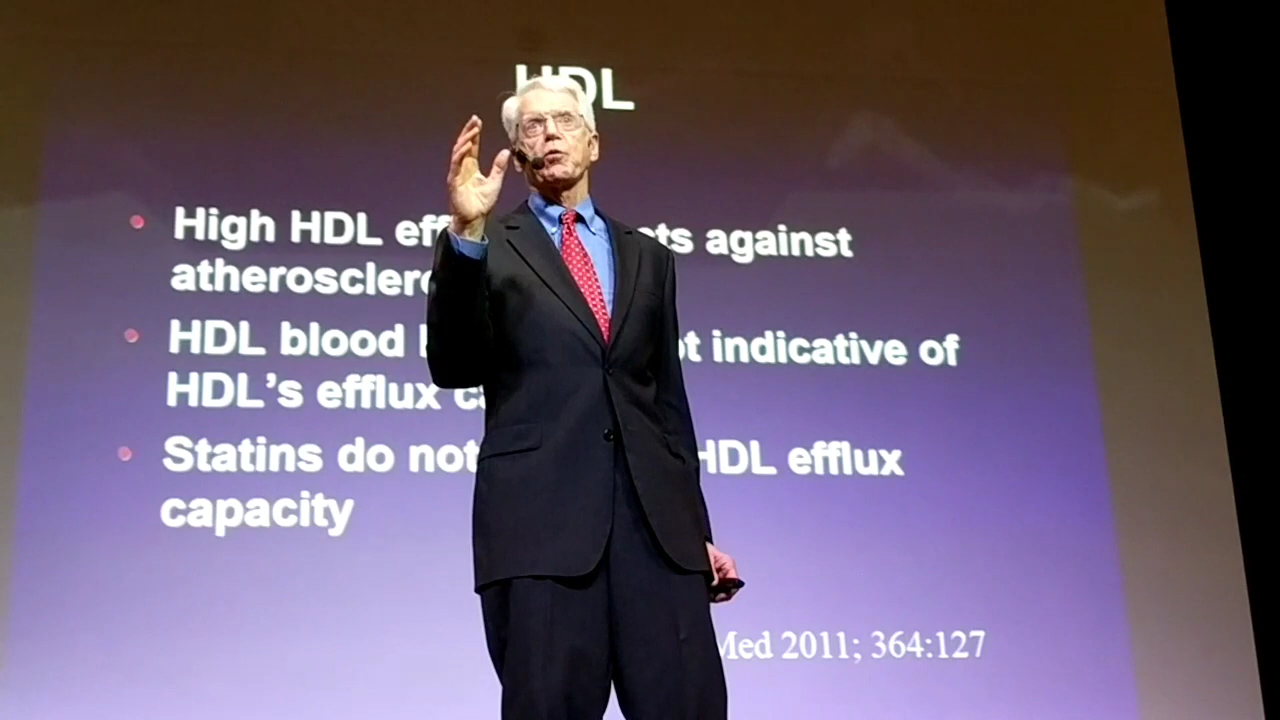 HDL
High HDL eff ts against
atheroscler
HDL blood t indicative of
HDL's efflux c
Statins do not HDL efflux
capacity
Med 2011; 364:127